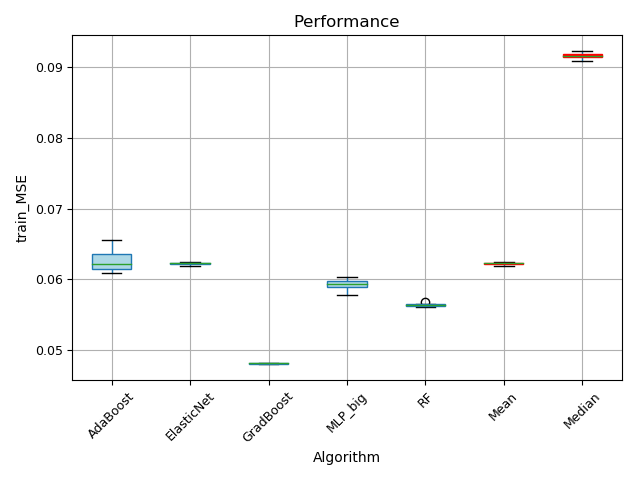 Performance
train_MSE
0.09
0.08
0.07
0.06
0.05
AdaBoost
ElasticNet
GradBoost
MLP_big
RF
Mean
Median
Algorithm